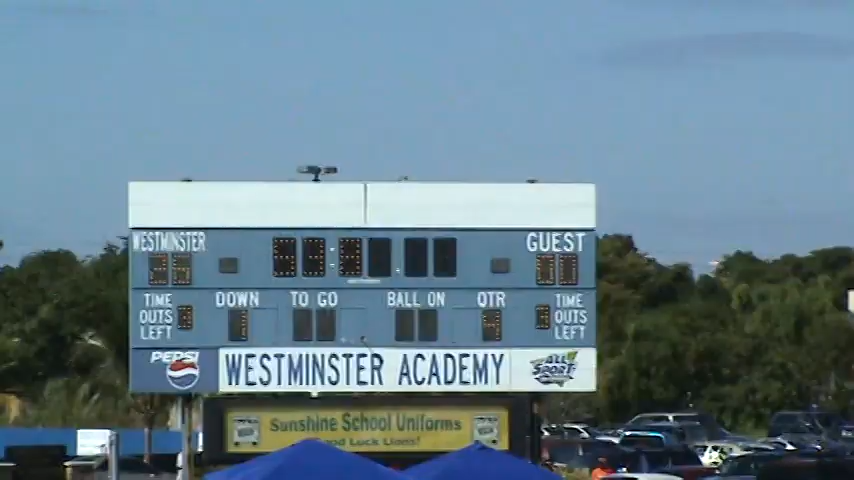 WESTMINSTER
GUEST
TIME OUTS LEFT
DOWN
TO GO
BALL ON
QTR
4
TIME OUTS LEFT
PEPSI
WESTMINSTER ACADEMY
ALL SPORT
Sunshine School Uniforms
Good Luck Lions!